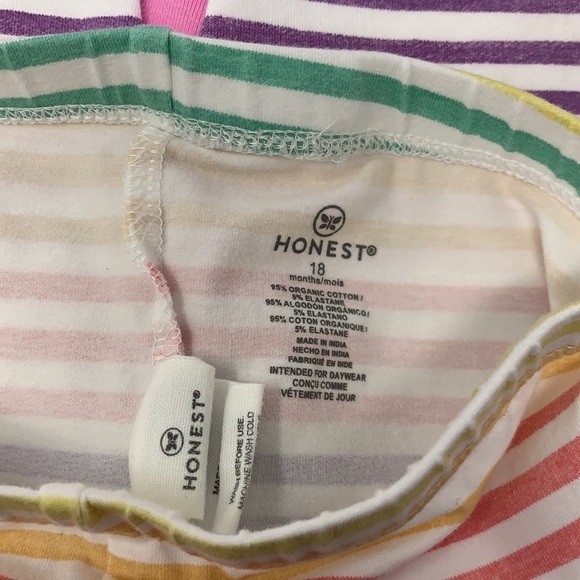 HONEST®
18
months/mois
95% ORGANIC COTTON /
5% ELASTANE
95% ALGODÓN ORGÁNICO /
5% ELASTANO
95% COTON ORGANIQUE /
5% ELASTANE
MADE IN INDIA
HECHO EN INDIA
FABRIQUÉ EN INDE
INTENDED FOR DAYWEAR
CONÇU COMME
VÊTEMENT DE JOUR
HONEST®
WASH BEFORE USE.
MACHINE WASH COLD